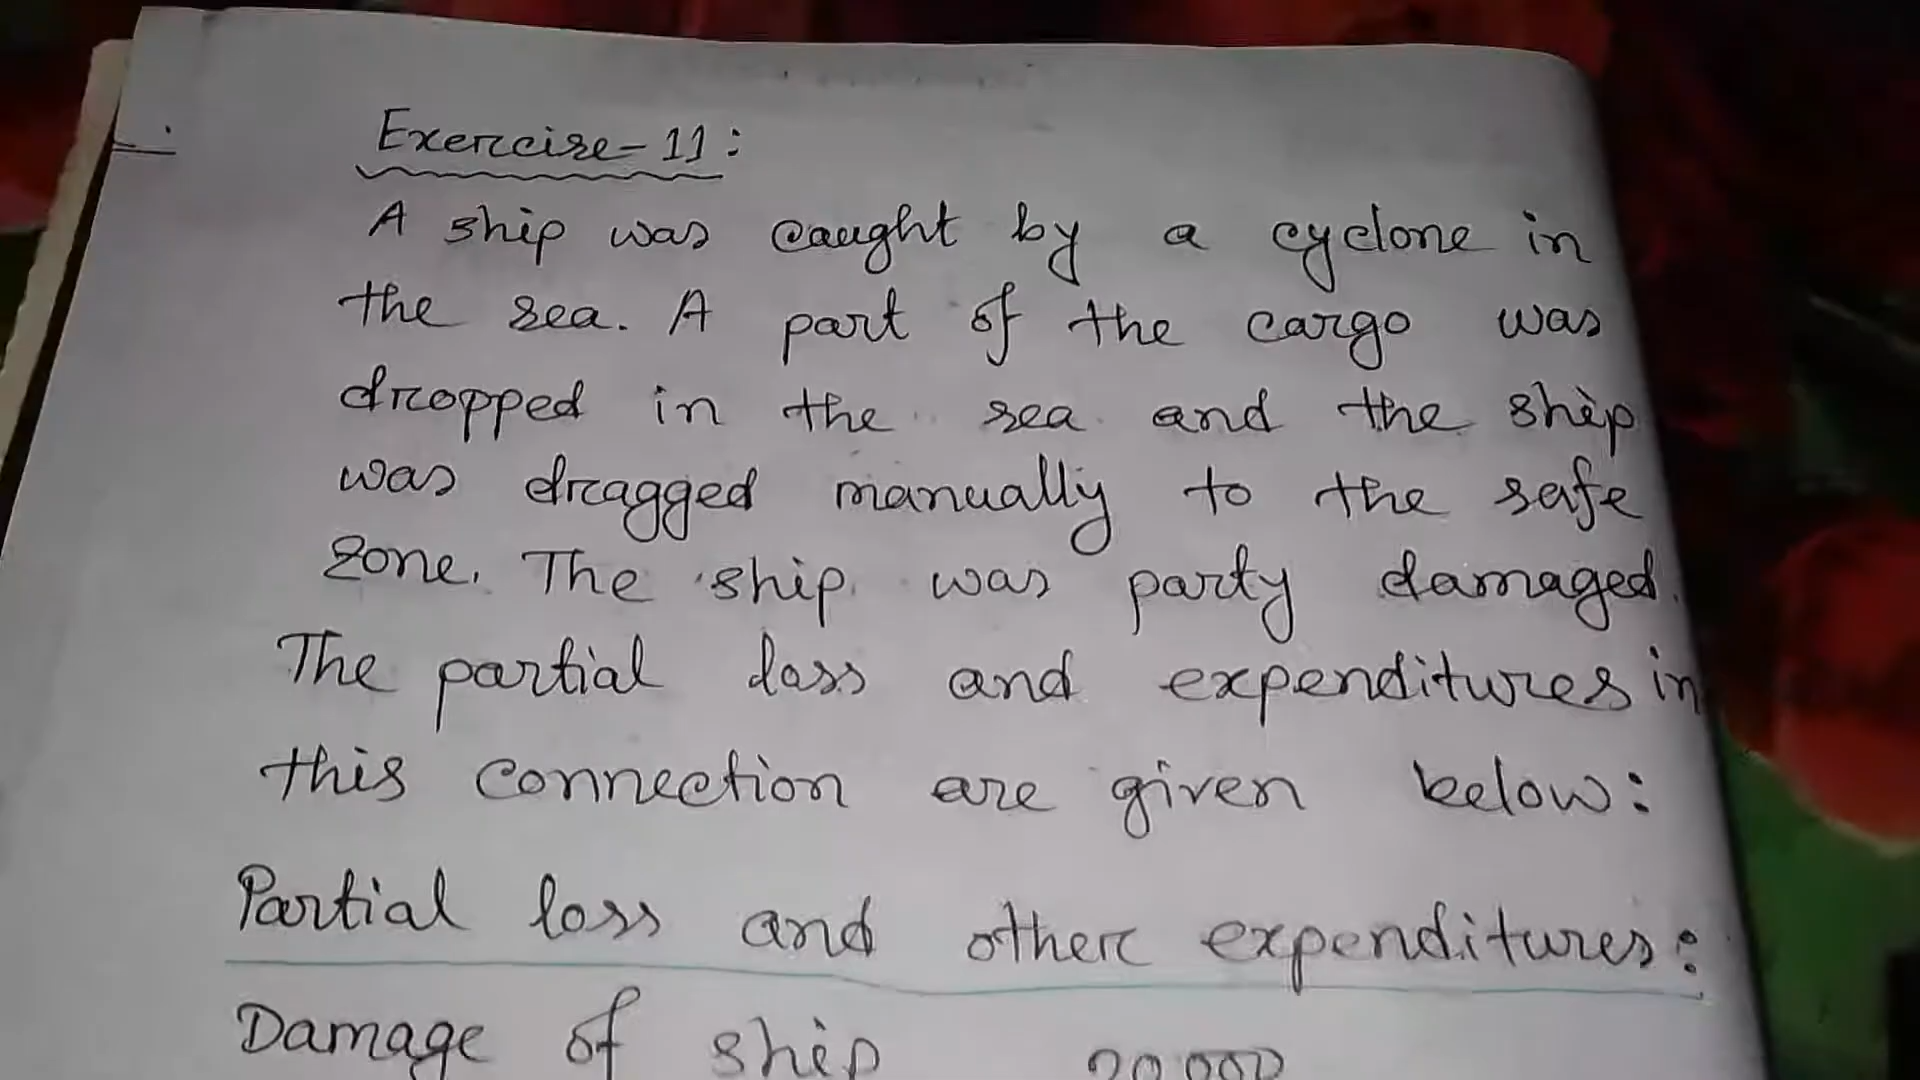 Exercise-11:
A ship was caught by a cyclone in
the sea. A part of the cargo was
dropped in the sea and the ship
was dragged manually to the safe
zone. The ship was party damaged.
The partial loss and expenditures in
this connection are given below:
Partial loss and other expenditures:
Damage of ship 20,000